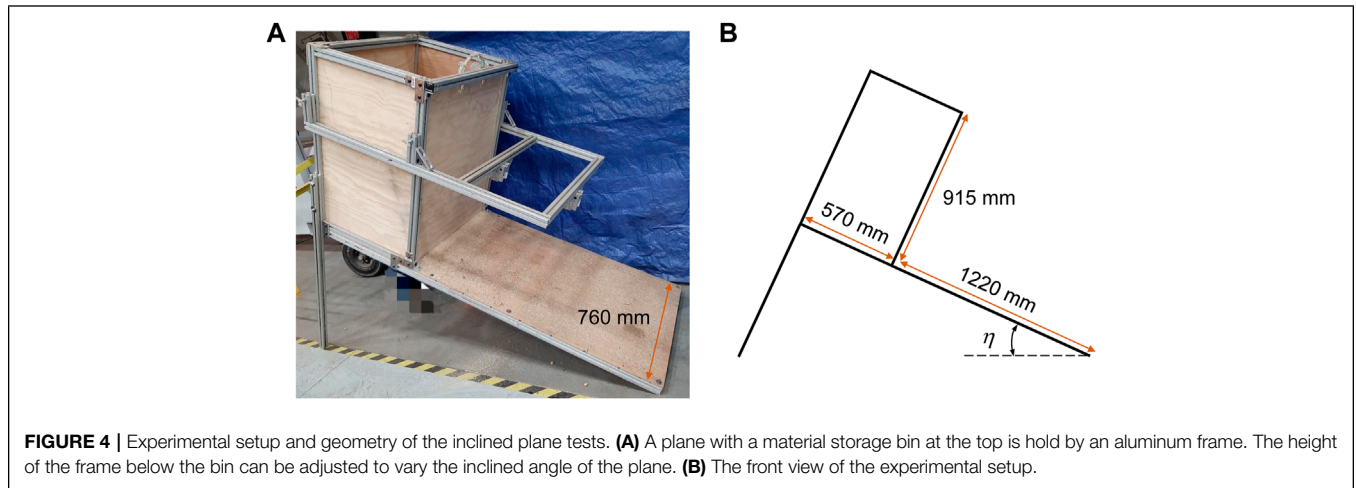 A
B
760 mm
915 mm
570 mm
1220 mm
η
FIGURE 4 | Experimental setup and geometry of the inclined plane tests. (A) A plane with a material storage bin at the top is hold by an aluminum frame. The height
of the frame below the bin can be adjusted to vary the inclined angle of the plane. (B) The front view of the experimental setup.